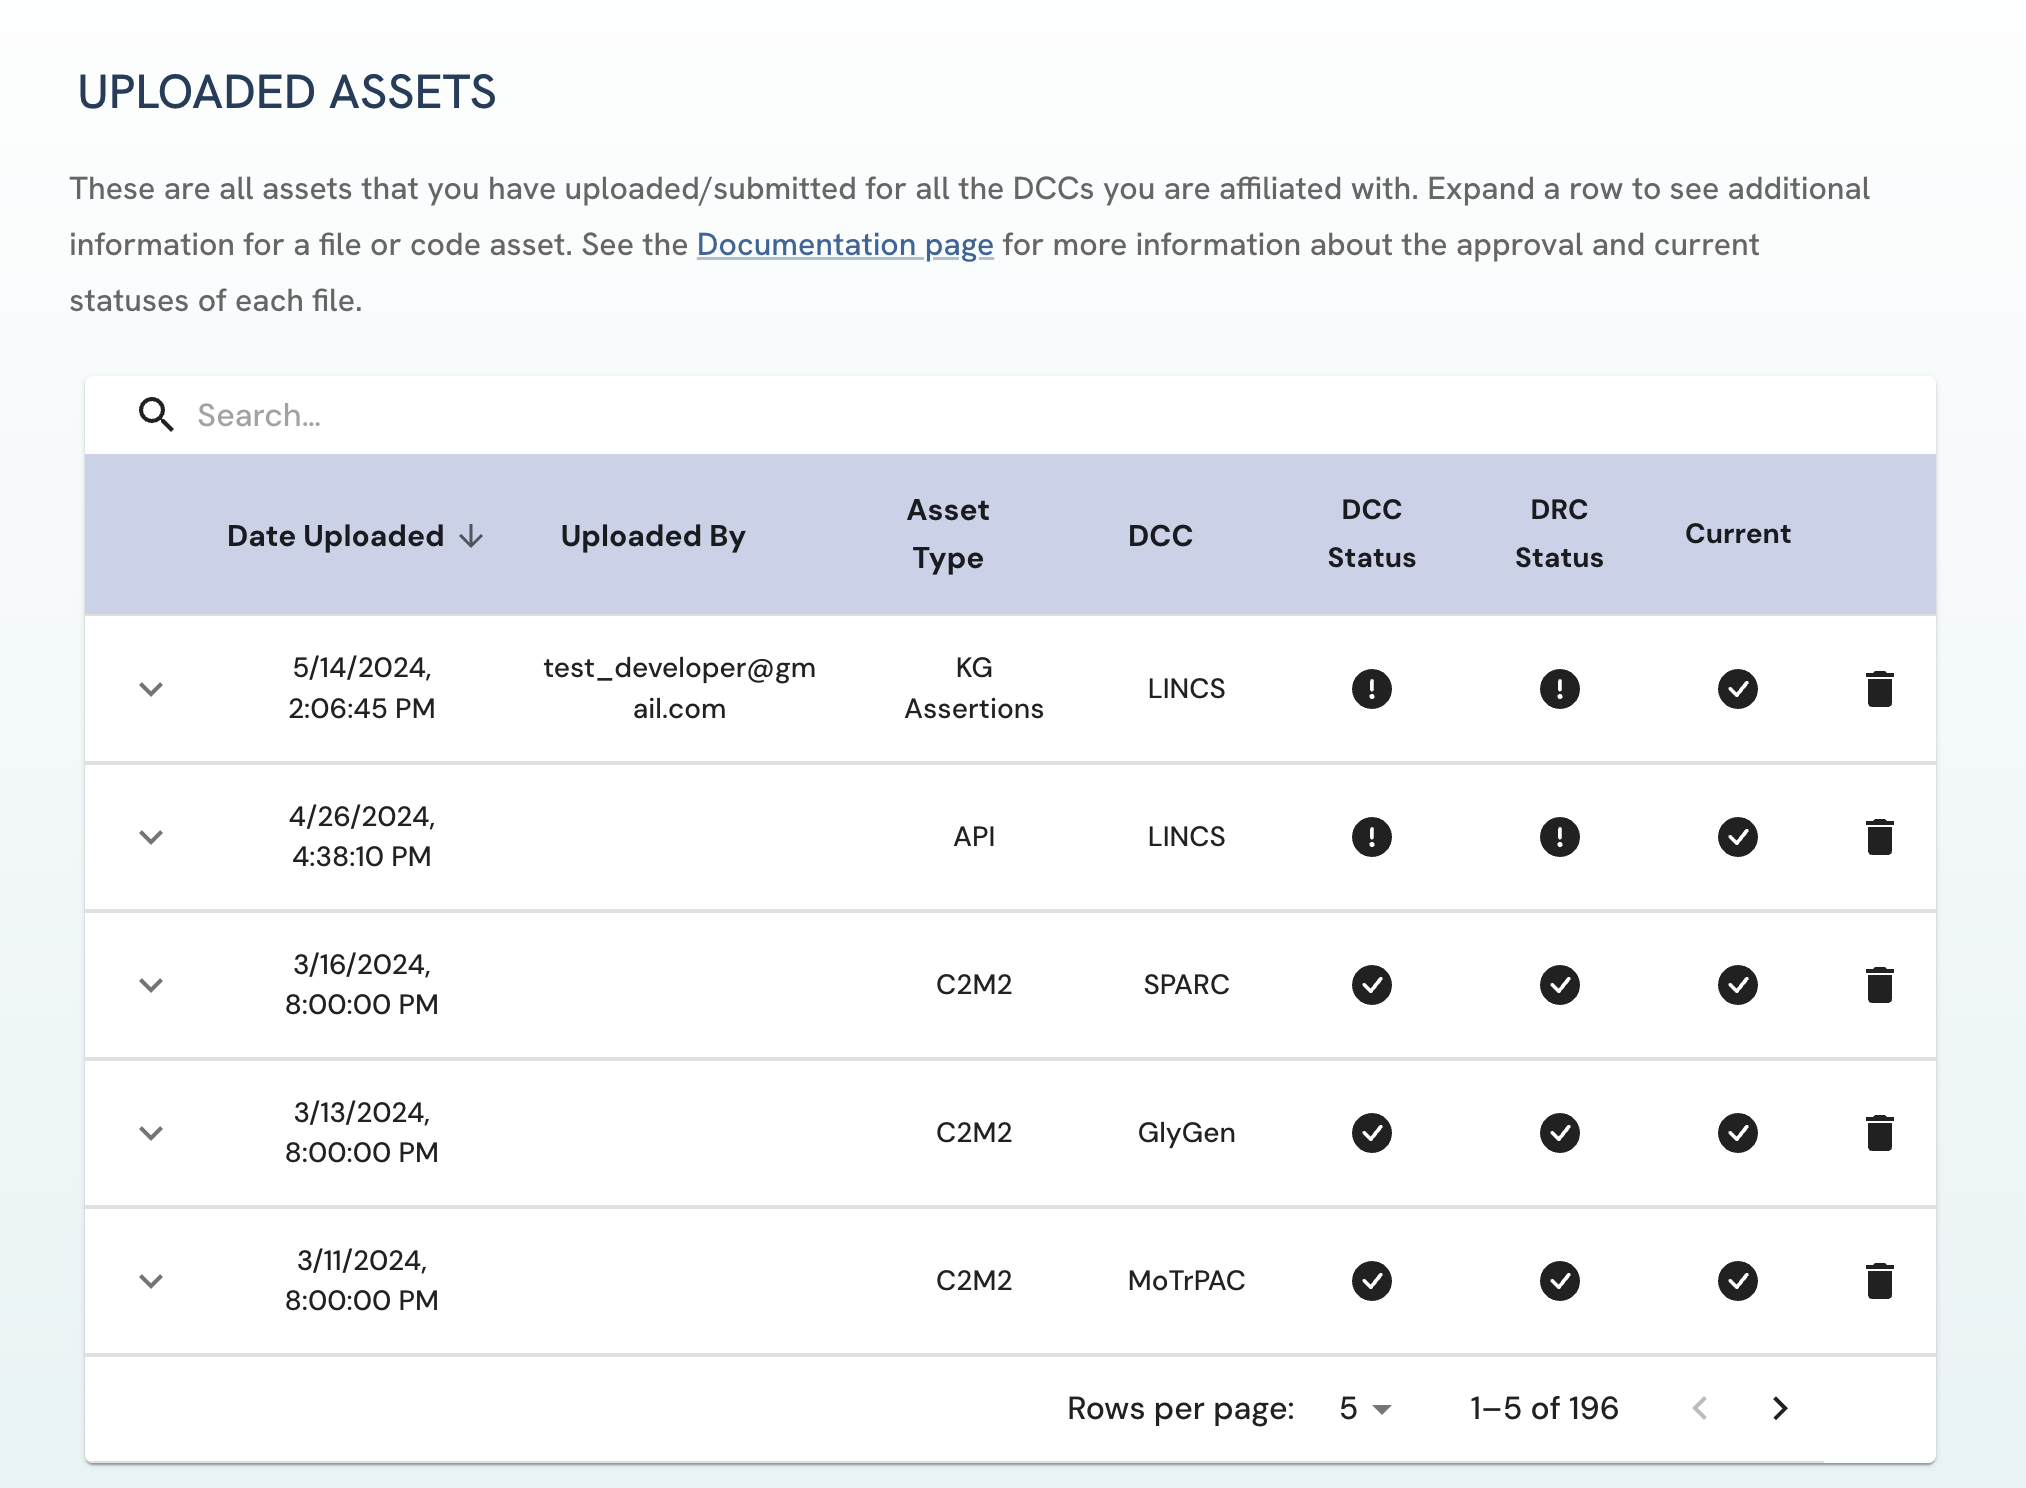 UPLOADED ASSETS
These are all assets that you have uploaded/submitted for all the DCCs you are affiliated with. Expand a row to see additional
information for a file or code asset. See the Documentation page for more information about the approval and current
statuses of each file.
Search...
Date Uploaded Uploaded By Asset Type DCC DCC Status DRC Status Current
5/14/2024, 2:06:45 PM test_developer@gmail.com KG Assertions LINCS
4/26/2024, 4:38:10 PM API LINCS
3/16/2024, 8:00:00 PM C2M2 SPARC
3/13/2024, 8:00:00 PM C2M2 GlyGen
3/11/2024, 8:00:00 PM C2M2 MoTrPAC
Rows per page: 5 1–5 of 196